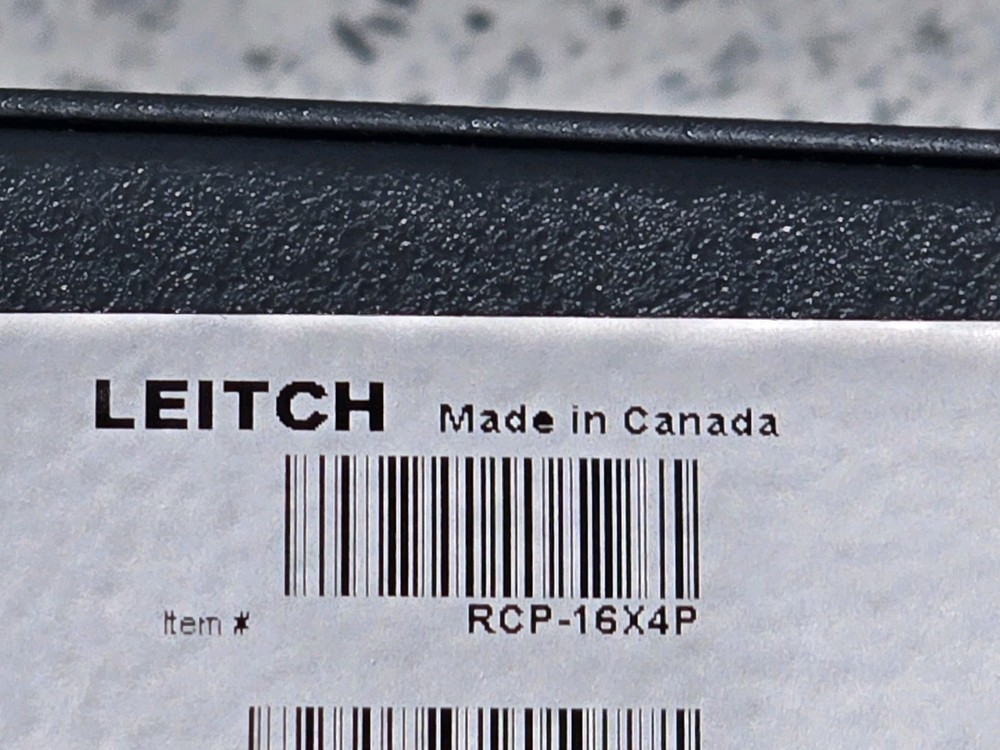 LEITCH Made in Canada
Item # RCP-16X4P